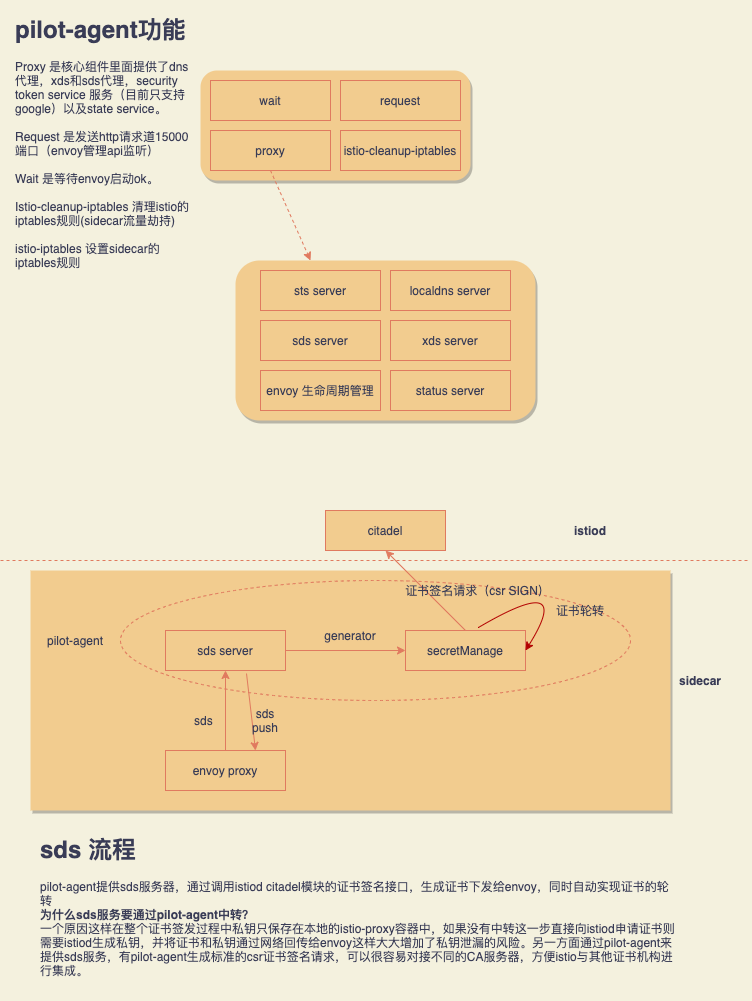 pilot-agent功能
Proxy 是核心组件里面提供了dns
代理，xds和sds代理，security
token service 服务（目前只支持
google）以及state service。
Request 是发送http请求道15000
端口（envoy管理api监听）
Wait 是等待envoy启动ok。
Istio-cleanup-iptables 清理istio的
iptables规则(sidecar流量劫持)
istio-iptables 设置sidecar的
iptables规则
wait
request
proxy
istio-cleanup-iptables
sts server
localdns server
sds server
xds server
envoy 生命周期管理
status server
citadel
istiod
证书签名请求（csr SIGN）
证书轮转
pilot-agent
sds server
generator
secretManage
sidecar
sds
sds
push
envoy proxy
sds 流程
pilot-agent提供sds服务器，通过调用istiod citadel模块的证书签名接口，生成证书下发给envoy，同时自动实现证书的轮
转
为什么sds服务要通过pilot-agent中转?
一个原因这样在整个证书签发过程中私钥只保存在本地的istio-proxy容器中，如果没有中转这一步直接向istiod申请证书则
需要istiod生成私钥，并将证书和私钥通过网络回传给envoy这样大大增加了私钥泄漏的风险。另一方面通过pilot-agent来
提供sds服务，有pilot-agent生成标准的csr证书签名请求，可以很容易对接不同的CA服务器，方便istio与其他证书机构进
行集成。